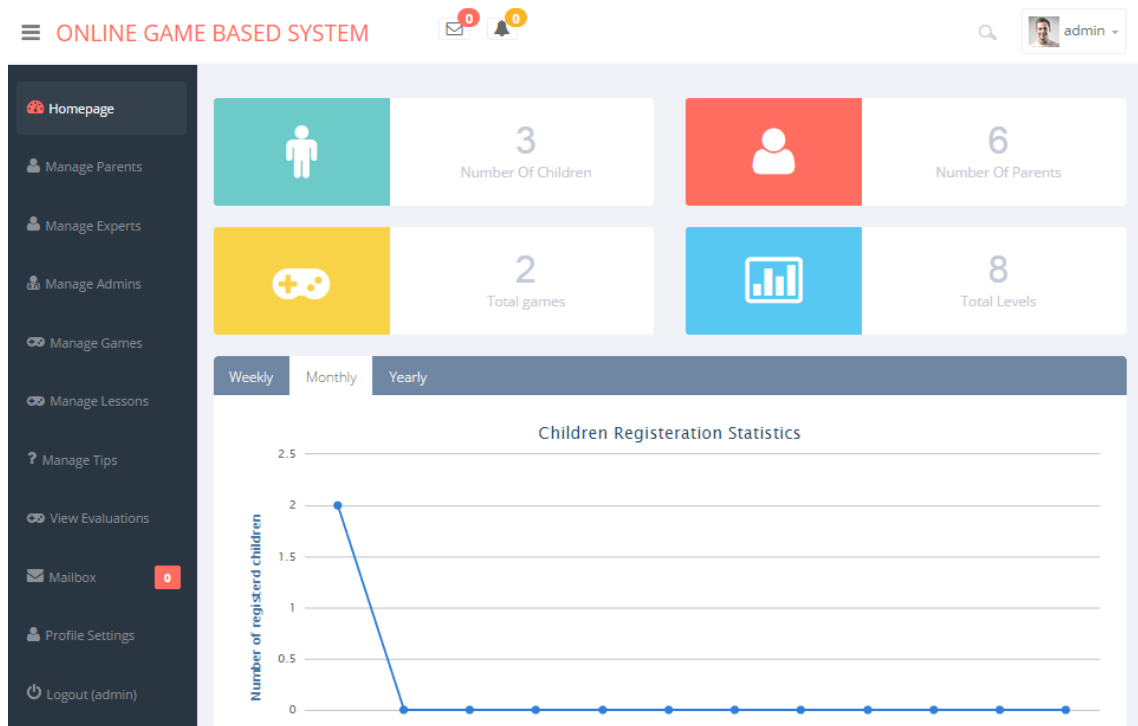 ONLINE GAME BASED SYSTEM
0
0
admin
Homepage
Manage Parents
Manage Experts
Manage Admins
Manage Games
Manage Lessons
? Manage Tips
View Evaluations
Mailbox
0
Profile Settings
Logout (admin)
3
Number Of Children
6
Number Of Parents
2
Total games
8
Total Levels
Weekly Monthly Yearly
Children Registeration Statistics
Number of registerd children
2.5
2
1.5
1
0.5
0